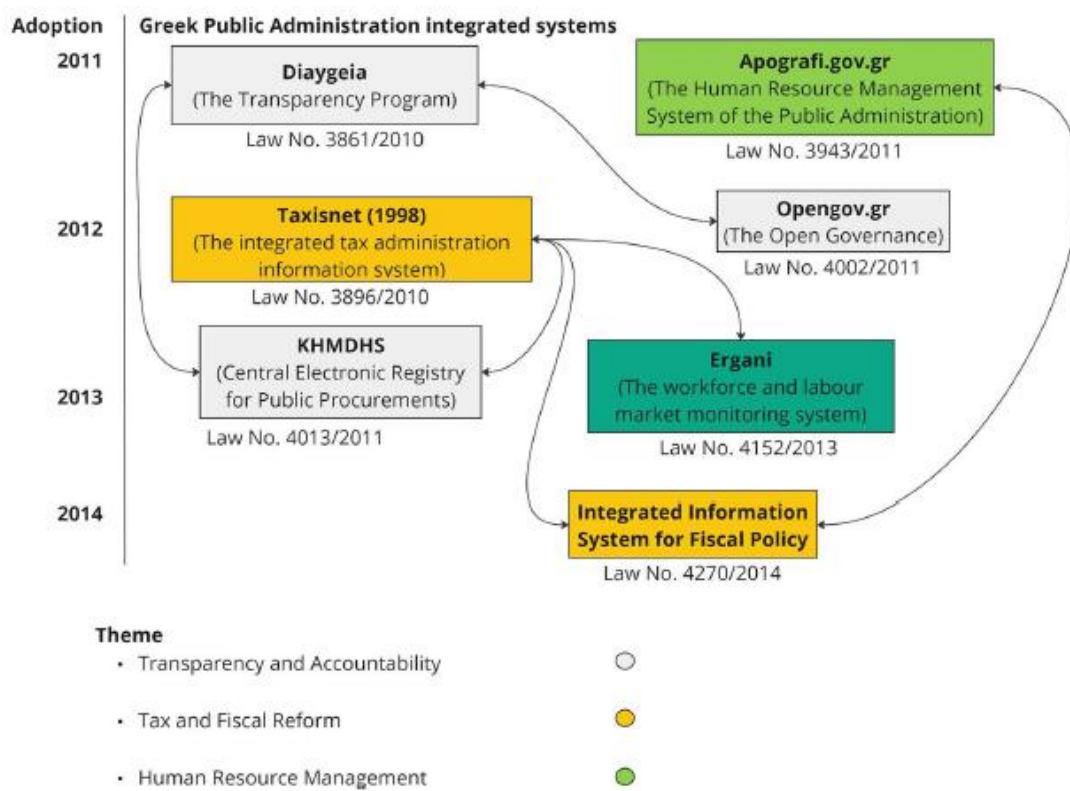 Adoption
Greek Public Administration integrated systems
2011
Diaygeia
(The Transparency Program)
Law No. 3861/2010
Apografi.gov.gr
(The Human Resource Management
System of the Public Administration)
Law No. 3943/2011
2012
Taxisnet (1998)
(The integrated tax administration
information system)
Law No. 3896/2010
Opengov.gr
(The Open Governance)
Law No. 4002/2011
2013
KHMDHS
(Central Electronic Registry
for Public Procurements)
Law No. 4013/2011
Ergani
(The workforce and labour
market monitoring system)
Law No. 4152/2013
2014
Integrated Information
System for Fiscal Policy
Law No. 4270/2014
Theme
• Transparency and Accountability
• Tax and Fiscal Reform
• Human Resource Management